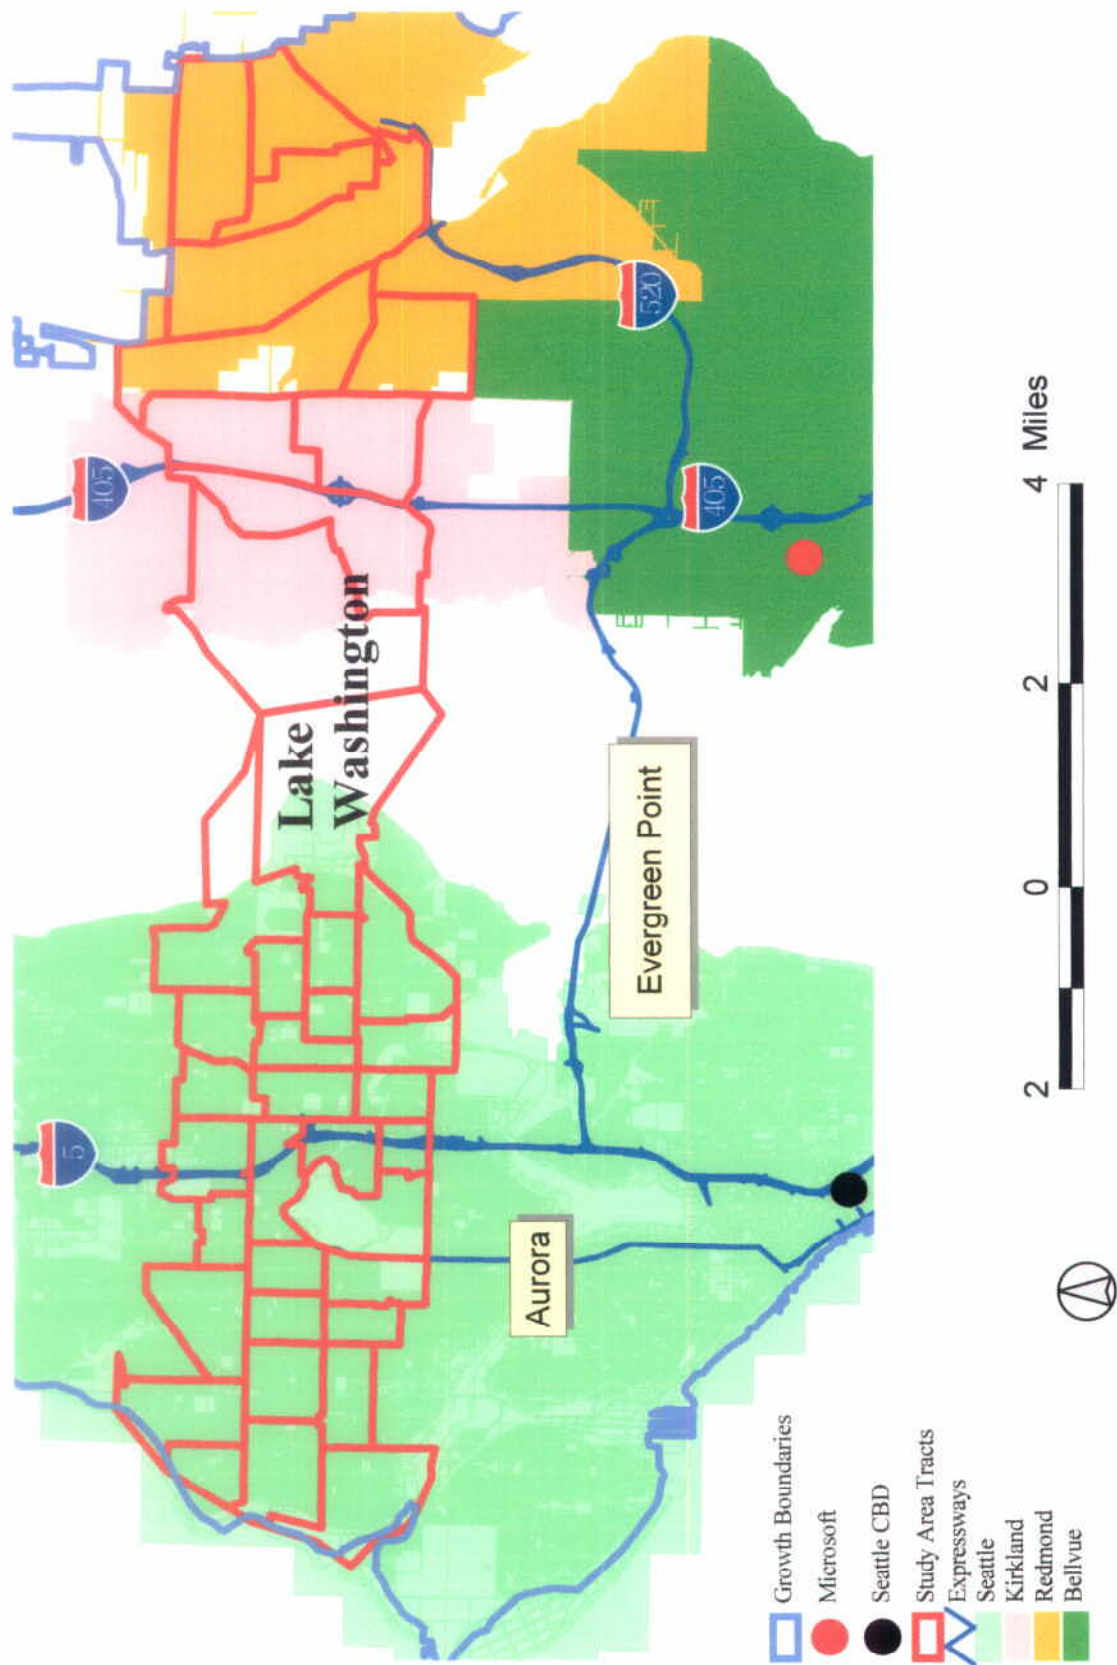 5
405
405
520
Lake
Washington
Evergreen Point
Aurora
2
0
2
4
Miles
Growth Boundaries
Microsoft
Seattle CBD
Study Area Tracts
Expressways
Seattle
Kirkland
Redmond
Bellvue